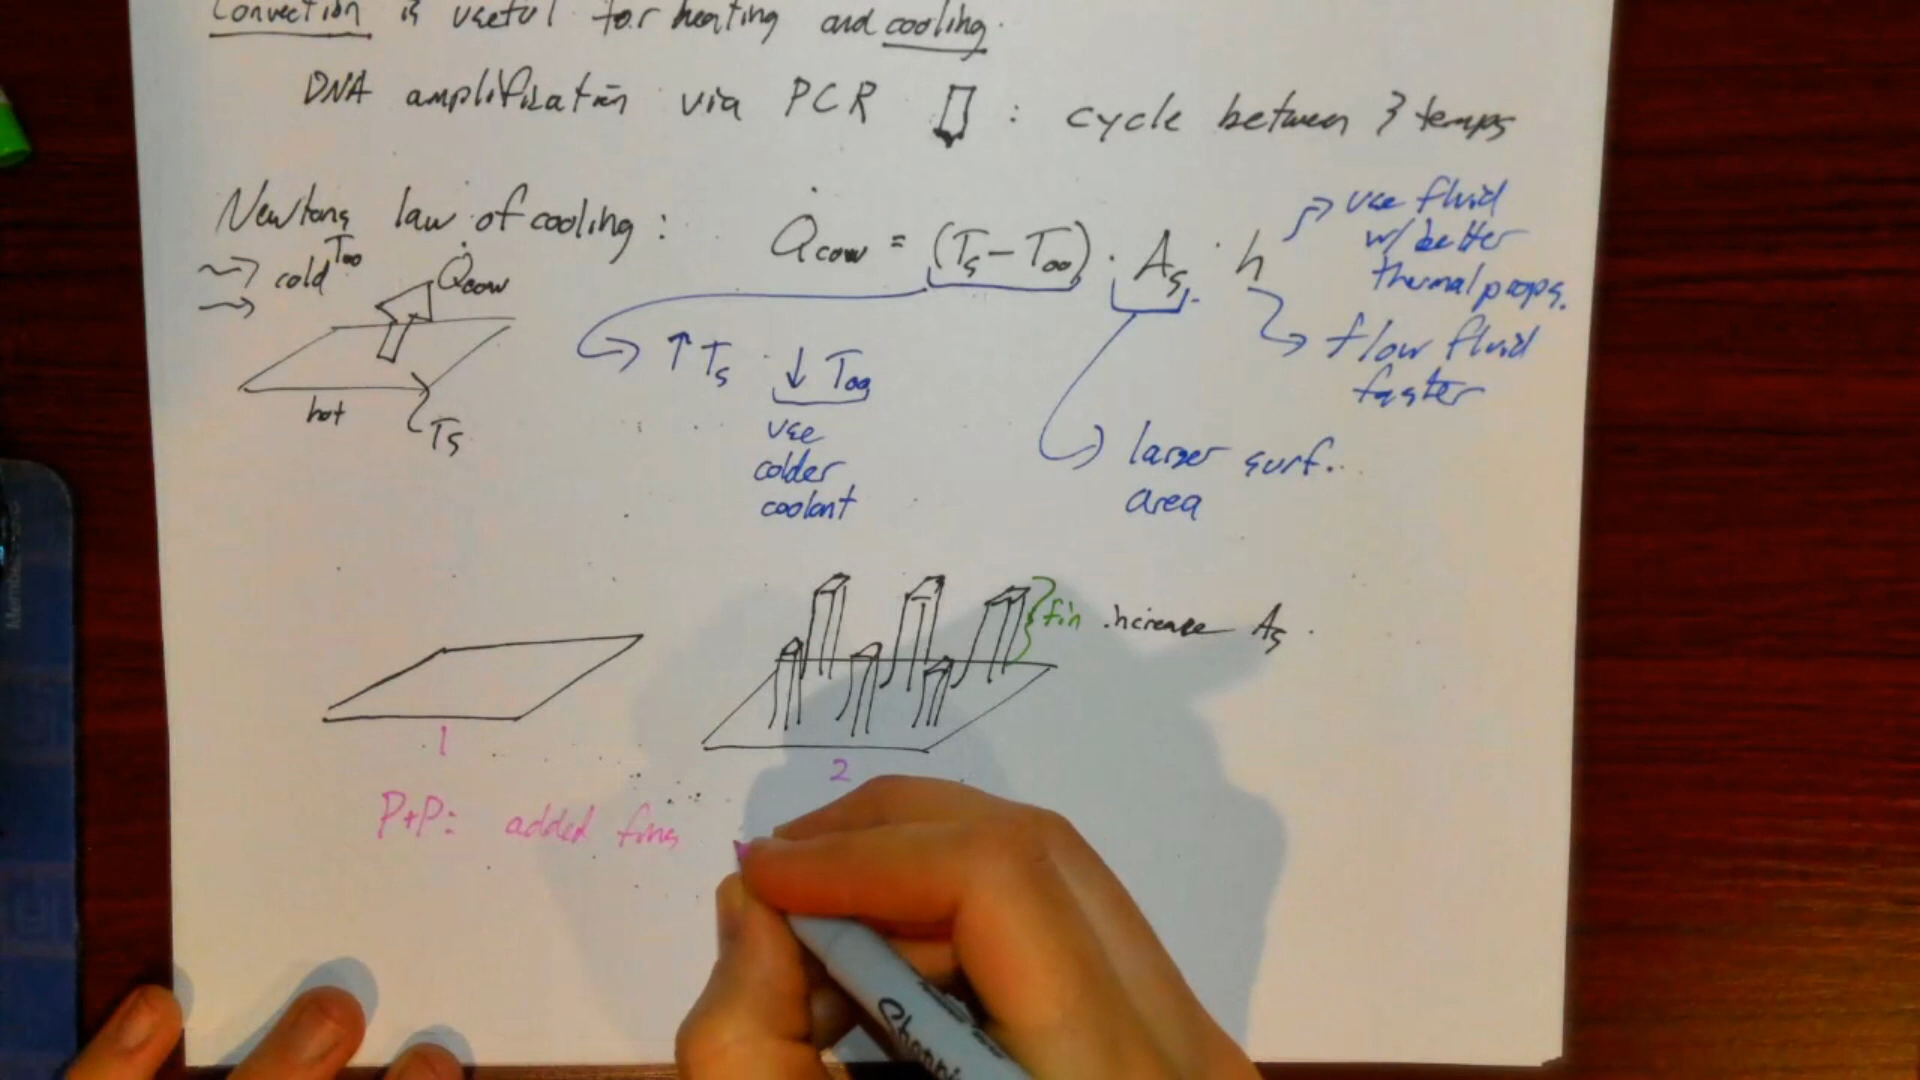 Convection is useful for heating and cooling.
DNA amplification via PCR : cycle between 3 temps
Newtons law of cooling : Q̇conv = (Ts - T∞) · As · h
use fluid
w/ better
thermal props.
flow fluid
faster
cold T∞
Q̇conv
hot
Ts
↑ Ts ↓ T∞
use
colder
coolant
larger surf.
area
fin increase As
1
2
P+P: added fins